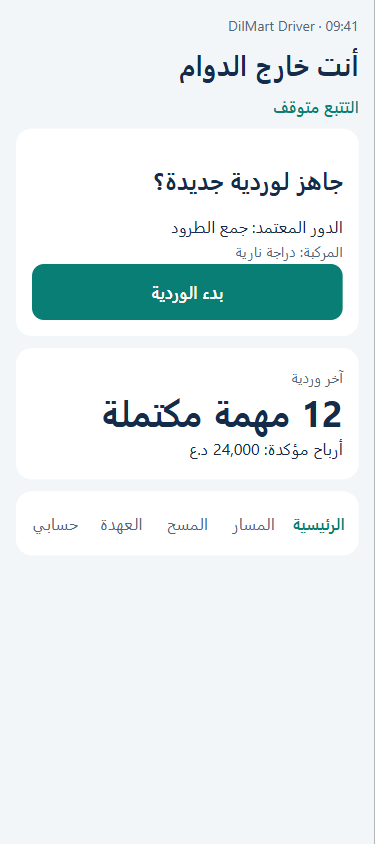 DilMart Driver · 09:41
أنت خارج الدوام
التتبع متوقف
جاهز لوردية جديدة؟
الدور المعتمد: جمع الطرود
المركبة: دراجة نارية
بدء الوردية
آخر وردية
12 مهمة مكتملة
أرباح مؤكدة: 24,000 د.ع
الرئيسية المسار المسح العهدة حسابي